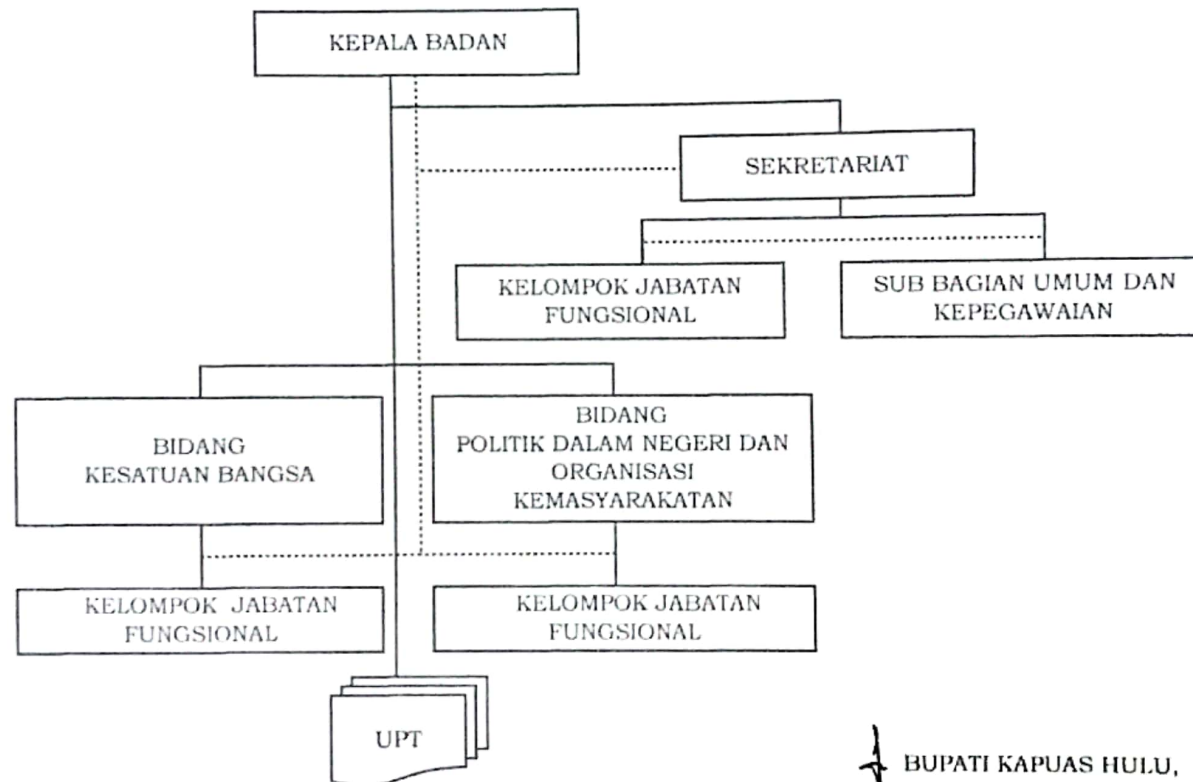 KEPALA BADAN
SEKRETARIAT
KELOMPOK JABATAN
FUNGSIONAL
SUB BAGIAN UMUM DAN
KEPEGAWAIAN
BIDANG
KESATUAN BANGSA
BIDANG
POLITIK DALAM NEGERI DAN
ORGANISASI
KEMASYARAKATAN
KELOMPOK JABATAN
FUNGSIONAL
KELOMPOK JABATAN
FUNGSIONAL
UPT
BUPATI KAPUAS HULU,